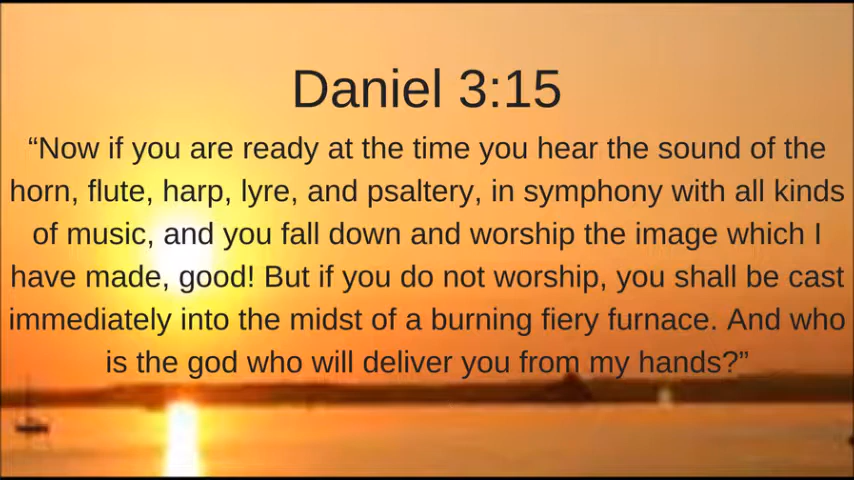 Daniel 3:15
“Now if you are ready at the time you hear the sound of the
horn, flute, harp, lyre, and psaltery, in symphony with all kinds
of music, and you fall down and worship the image which I
have made, good! But if you do not worship, you shall be cast
immediately into the midst of a burning fiery furnace. And who
is the god who will deliver you from my hands?”